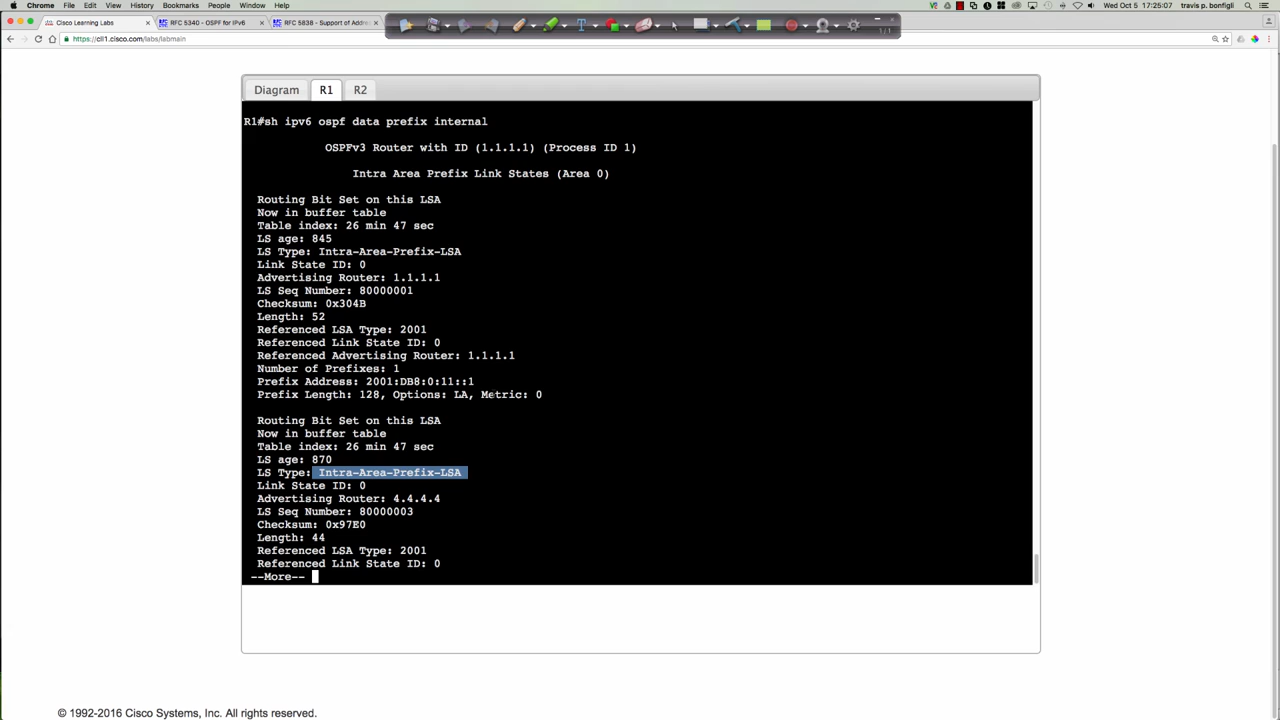 Chrome File Edit View History Bookmarks People Window Help
Wed Oct 5 17:25:07 travis p. bonfigli
Cisco Learning Labs
RFC 5340 - OSPF for IPv6
RFC 5838 - Support of Addre
https://cll1.cisco.com/labs/labmain
1/1
Diagram R1 R2
R1#sh ipv6 ospf data prefix internal
OSPFv3 Router with ID (1.1.1.1) (Process ID 1)
Intra Area Prefix Link States (Area 0)
Routing Bit Set on this LSA
Now in buffer table
Table index: 26 min 47 sec
LS age: 845
LS Type: Intra-Area-Prefix-LSA
Link State ID: 0
Advertising Router: 1.1.1.1
LS Seq Number: 80000001
Checksum: 0x304B
Length: 52
Referenced LSA Type: 2001
Referenced Link State ID: 0
Referenced Advertising Router: 1.1.1.1
Number of Prefixes: 1
Prefix Address: 2001:DB8:0:11::1
Prefix Length: 128, Options: LA, Metric: 0
Routing Bit Set on this LSA
Now in buffer table
Table index: 26 min 47 sec
LS age: 870
LS Type: Intra-Area-Prefix-LSA
Link State ID: 0
Advertising Router: 4.4.4.4
LS Seq Number: 80000003
Checksum: 0x97E0
Length: 44
Referenced LSA Type: 2001
Referenced Link State ID: 0
--More--
© 1992-2016 Cisco Systems, Inc. All rights reserved.